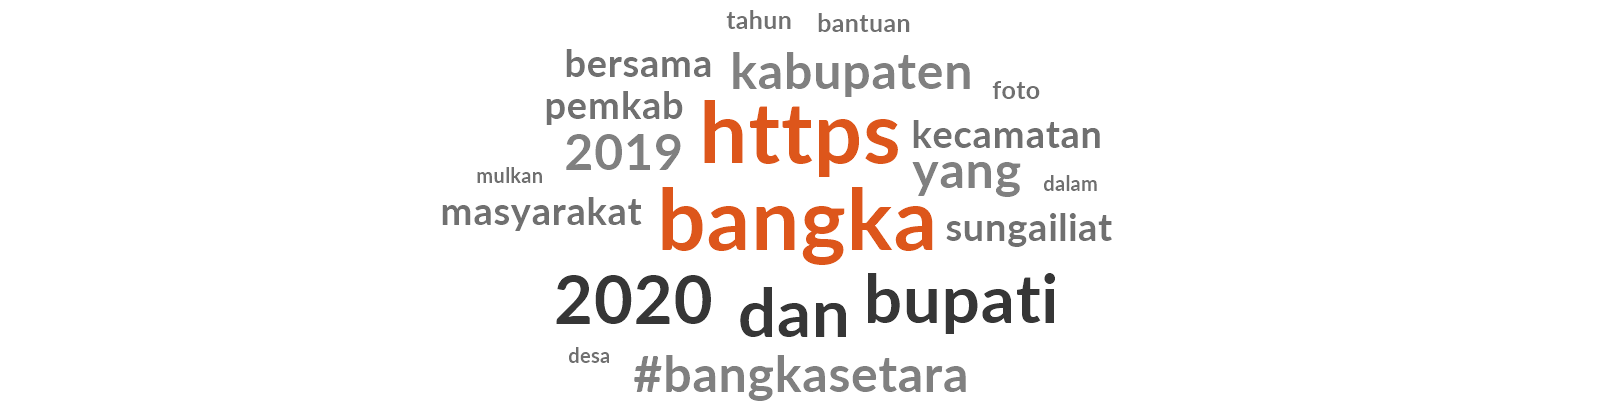 tahun bantuan
bersama kabupaten foto
pemkab https kecamatan
2019 yang
mulkan dalam
masyarakat bangka sungailiat
2020 dan bupati
desa #bangkasetara